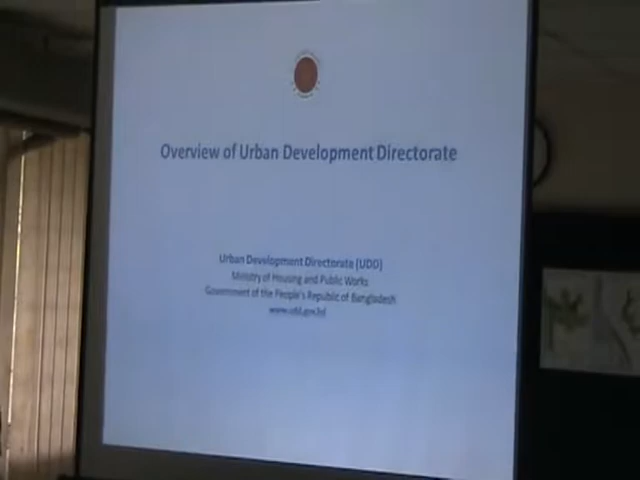 Overview of Urban Development Directorate
Urban Development Directorate (UDD)
Ministry of Housing and Public Works
Government of the People's Republic of Bangladesh